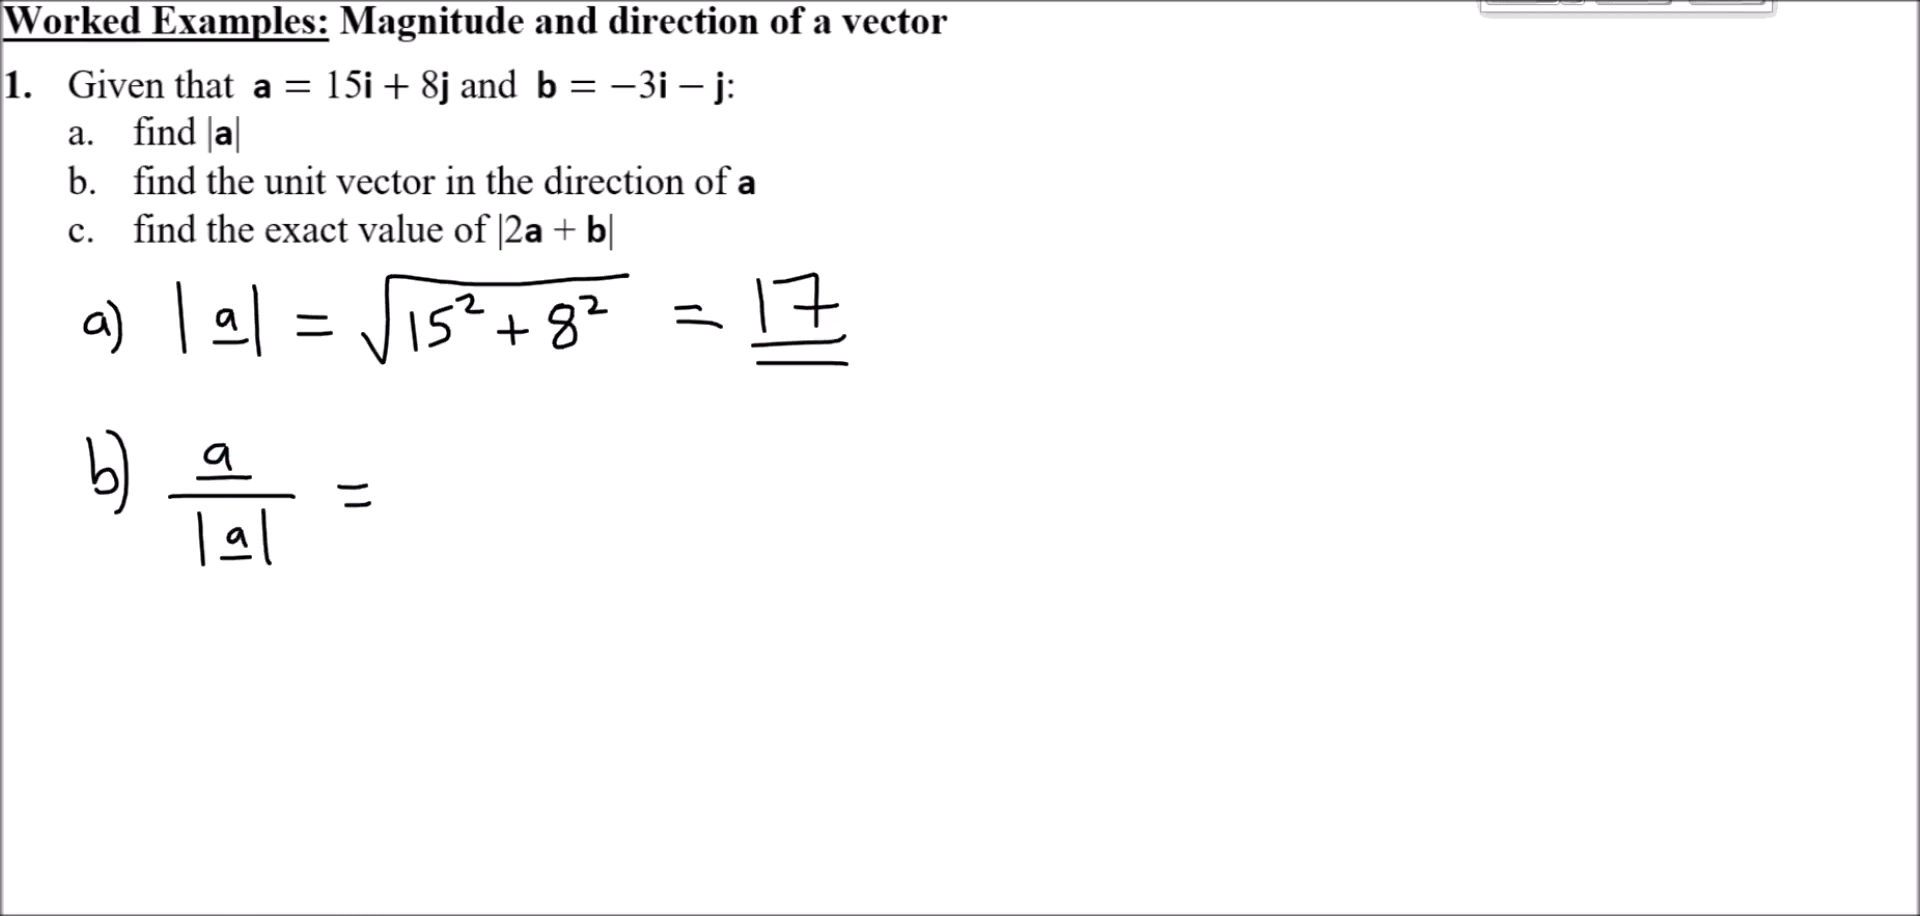 Worked Examples: Magnitude and direction of a vector
1. Given that a = 15i + 8j and b = −3i − j:
a. find |a|
b. find the unit vector in the direction of a
c. find the exact value of |2a + b|
a) |a| = √15² + 8² = 17
b) a/|a| =